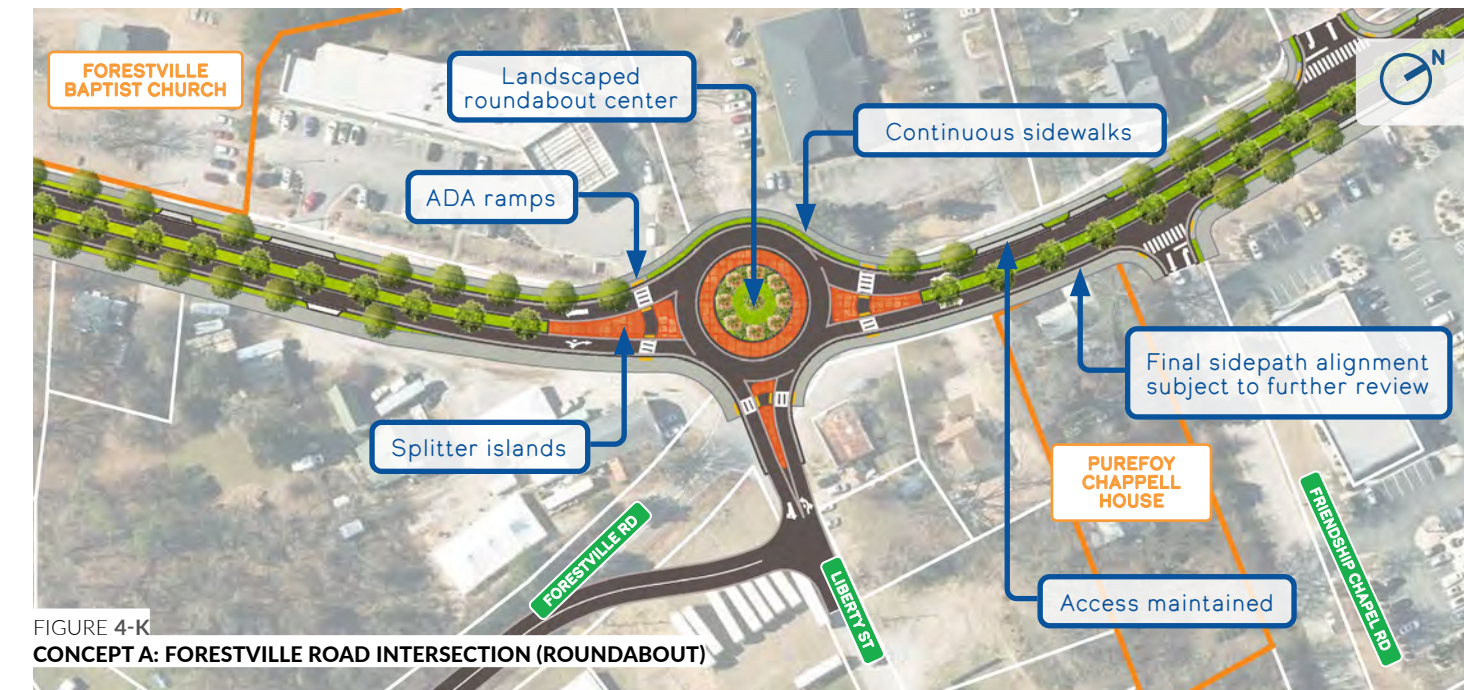 FORESTVILLE
BAPTIST CHURCH
Landscaped
roundabout center
N
Continuous sidewalks
ADA ramps
Final sidepath alignment
subject to further review
Splitter islands
PUREFOY
CHAPPELL
HOUSE
FRIENDSHIP CHAPEL RD
FORESTVILLE RD
LIBERTY ST
Access maintained
FIGURE 4-K
CONCEPT A: FORESTVILLE ROAD INTERSECTION (ROUNDABOUT)